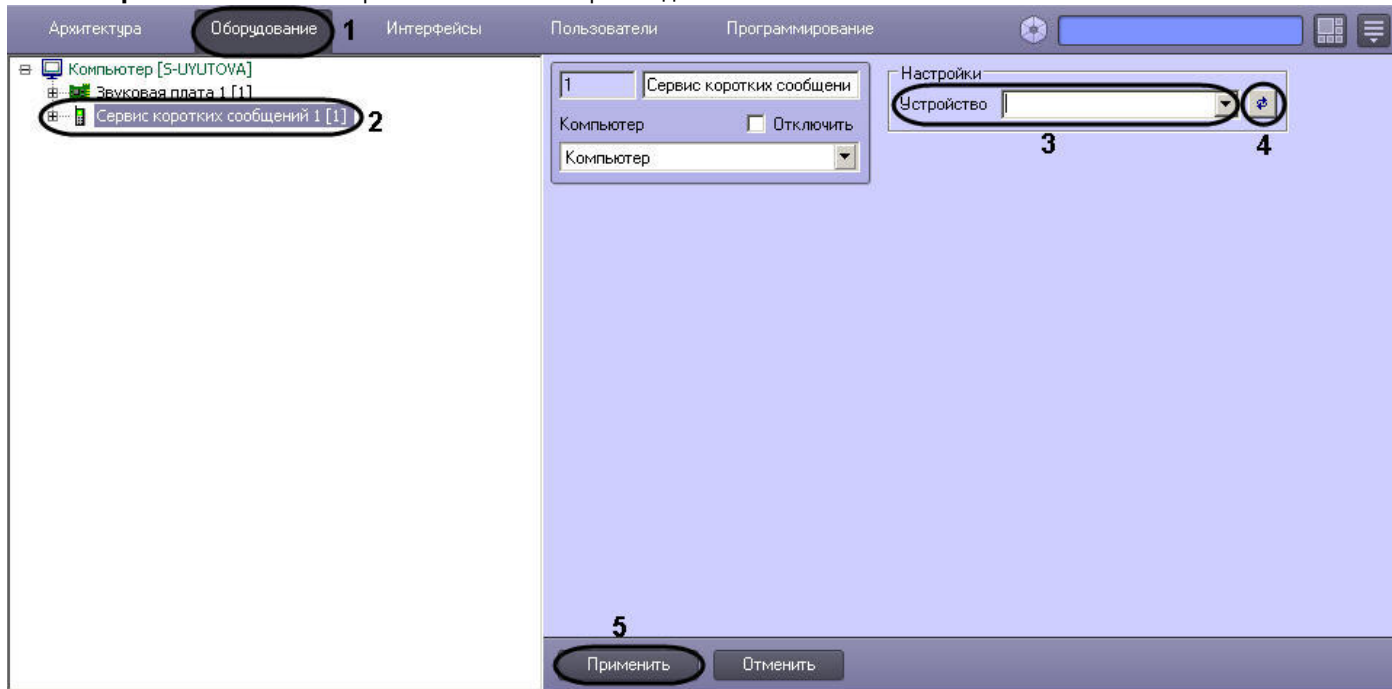 Архитектура Оборудование 1 Интерфейсы Пользователи Программирование
Компьютер [S-UYUTOVA]
Звуковая плата 1 [1]
Сервис коротких сообщений 1 [1] 2
1 Сервис коротких сообщени
Компьютер Отключить
Компьютер
Настройки
Устройство
3 4
5
Применить Отменить